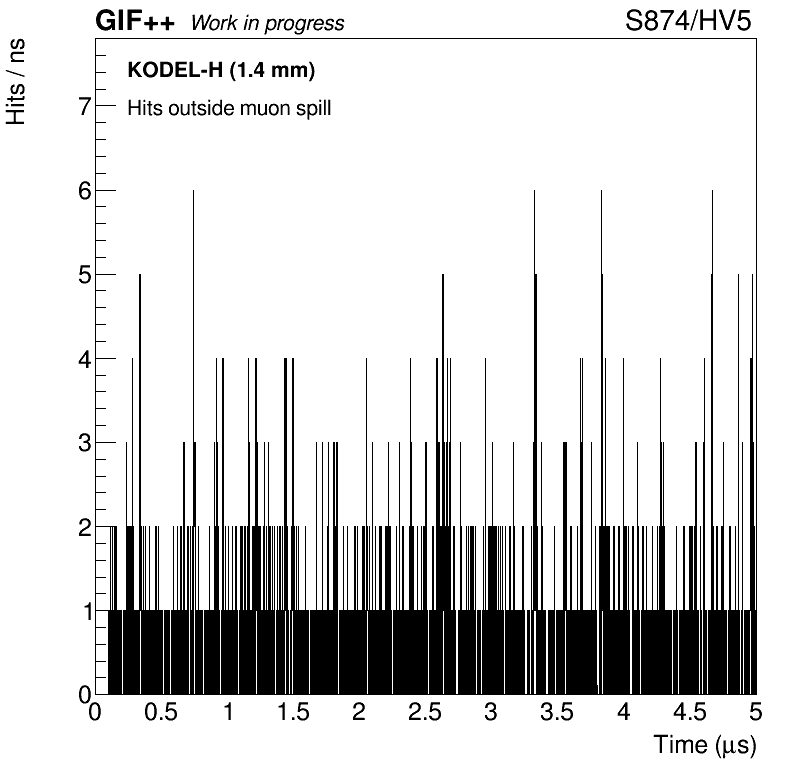 GIF++ Work in progress S874/HV5
Hits / ns
KODEL-H (1.4 mm)
Hits outside muon spill
7
6
5
4
3
2
1
0
0 0.5 1 1.5 2 2.5 3 3.5 4 4.5 5
Time (μs)